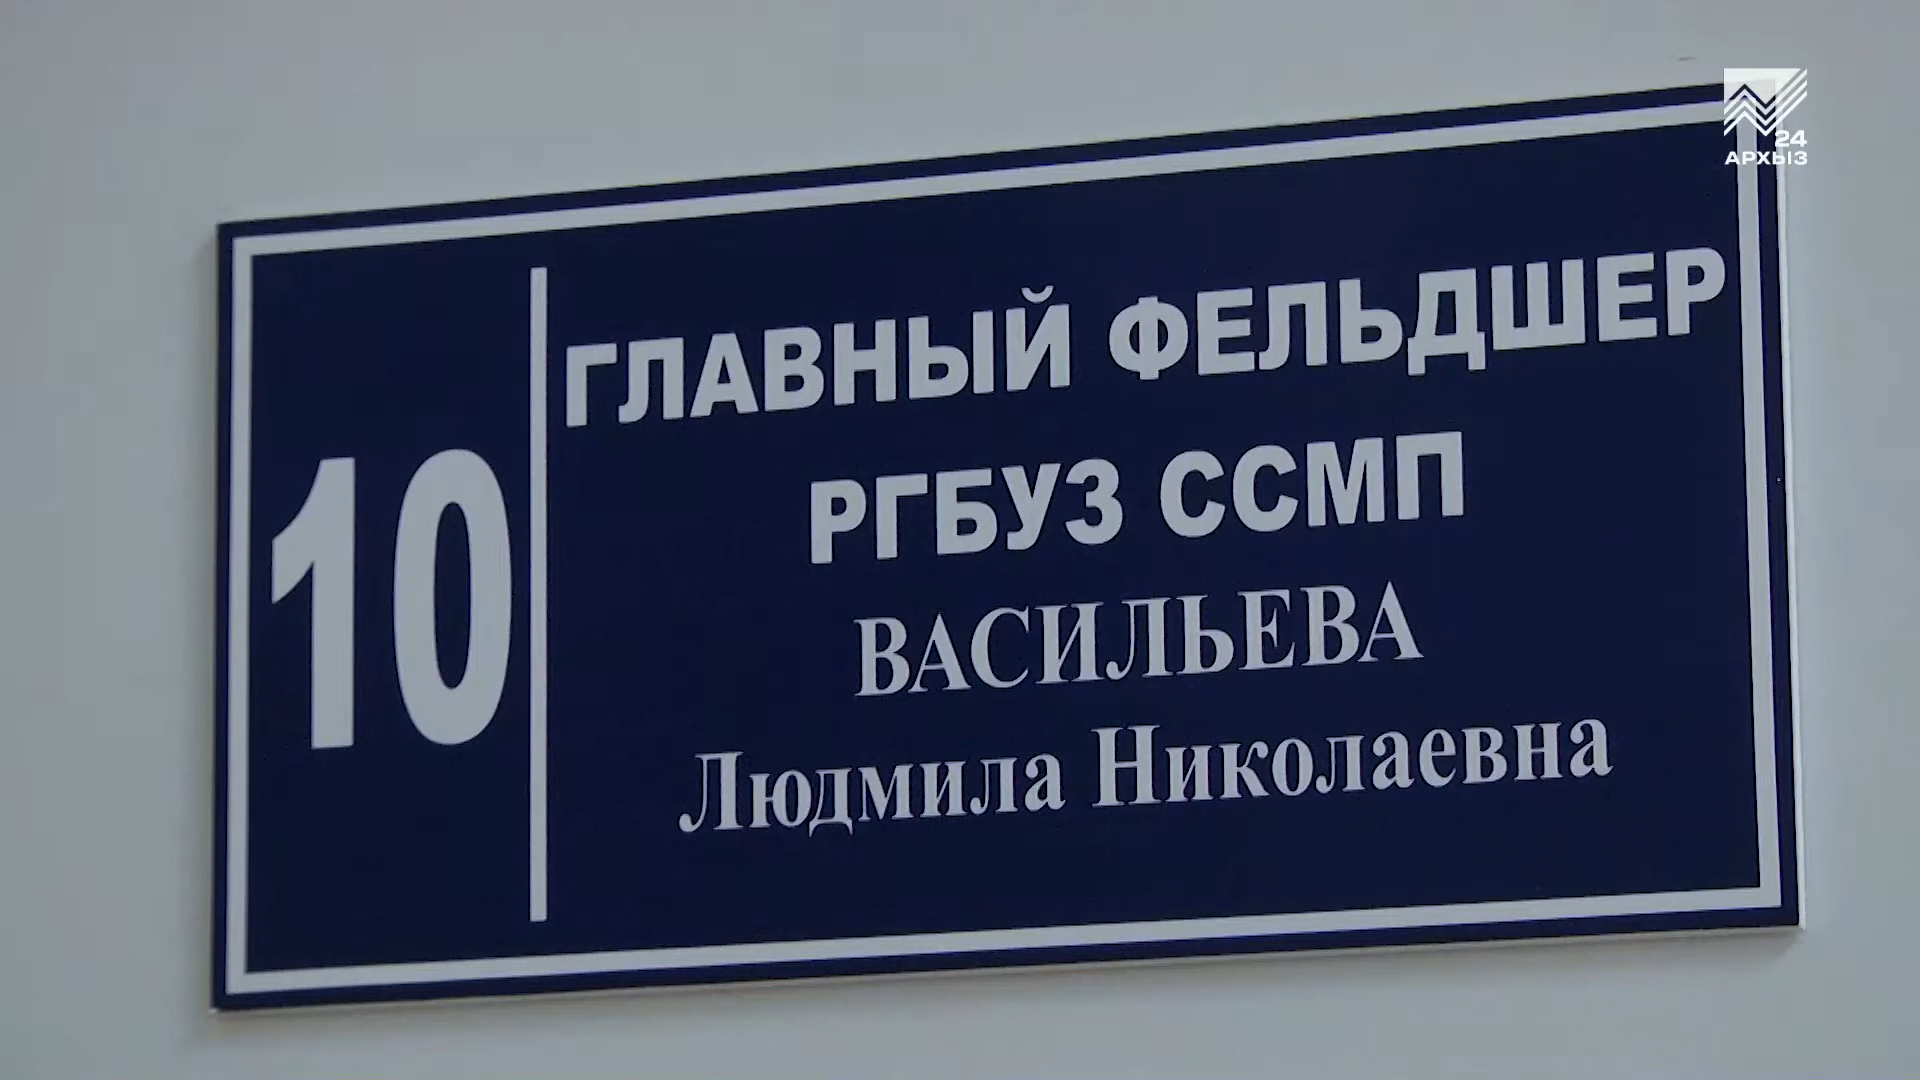 24
АРХЫЗ
10
ГЛАВНЫЙ ФЕЛЬДШЕР
РГБУЗ ССМП
ВАСИЛЬЕВА
Людмила Николаевна